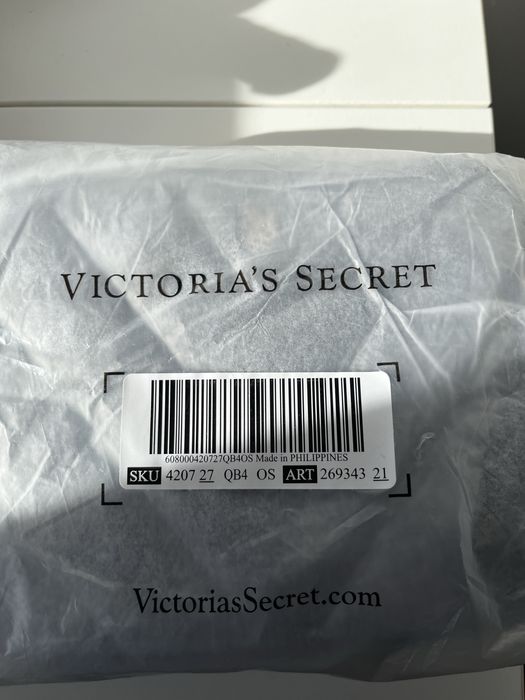 VICTORIA'S SECRET
608000420727QB4OS Made in PHILIPPINES
SKU 4207 27 QB4 OS ART 269343 21
VictoriasSecret.com